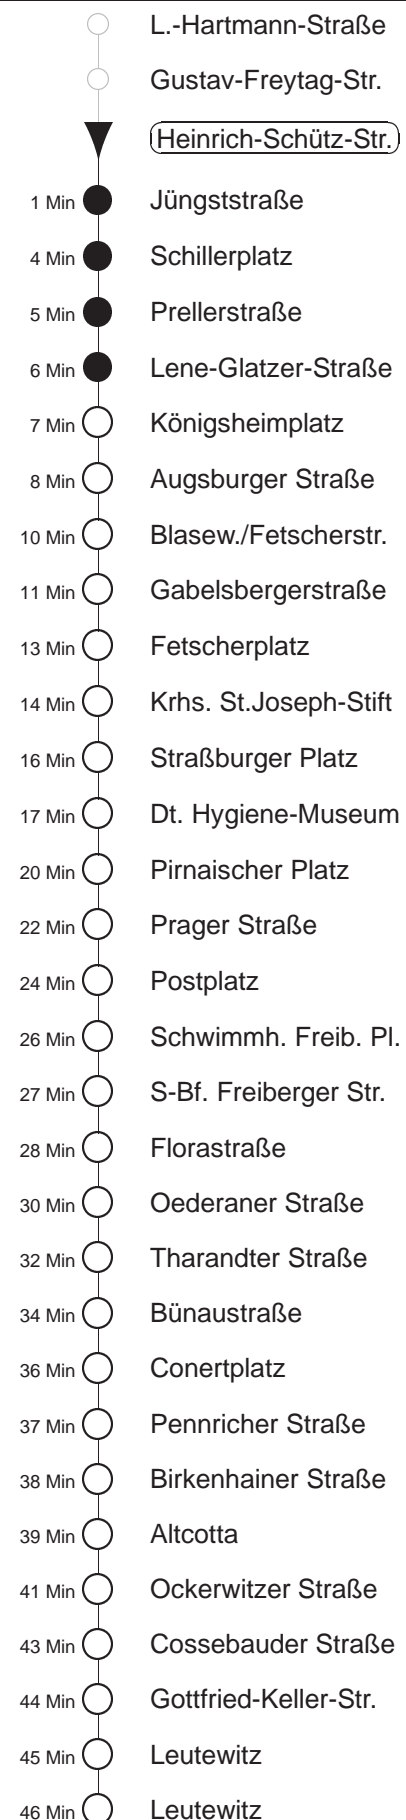 L.-Hartmann-Straße
Gustav-Freytag-Str.
Heinrich-Schütz-Str.
1 Min Jüngststraße
4 Min Schillerplatz
5 Min Prellerstraße
6 Min Lene-Glatzer-Straße
7 Min Königsheimplatz
8 Min Augsburger Straße
10 Min Blasew./Fetscherstr.
11 Min Gabelsbergerstraße
13 Min Fetscherplatz
14 Min Krhs. St.Joseph-Stift
16 Min Straßburger Platz
17 Min Dt. Hygiene-Museum
20 Min Pirnaischer Platz
22 Min Prager Straße
24 Min Postplatz
26 Min Schwimmh. Freib. Pl.
27 Min S-Bf. Freiberger Str.
28 Min Florastraße
30 Min Oederaner Straße
32 Min Tharandter Straße
34 Min Bünaustraße
36 Min Conertplatz
37 Min Pennricher Straße
38 Min Birkenhainer Straße
39 Min Altcotta
41 Min Ockerwitzer Straße
43 Min Cossebauder Straße
44 Min Gottfried-Keller-Str.
45 Min Leutewitz
46 Min Leutewitz